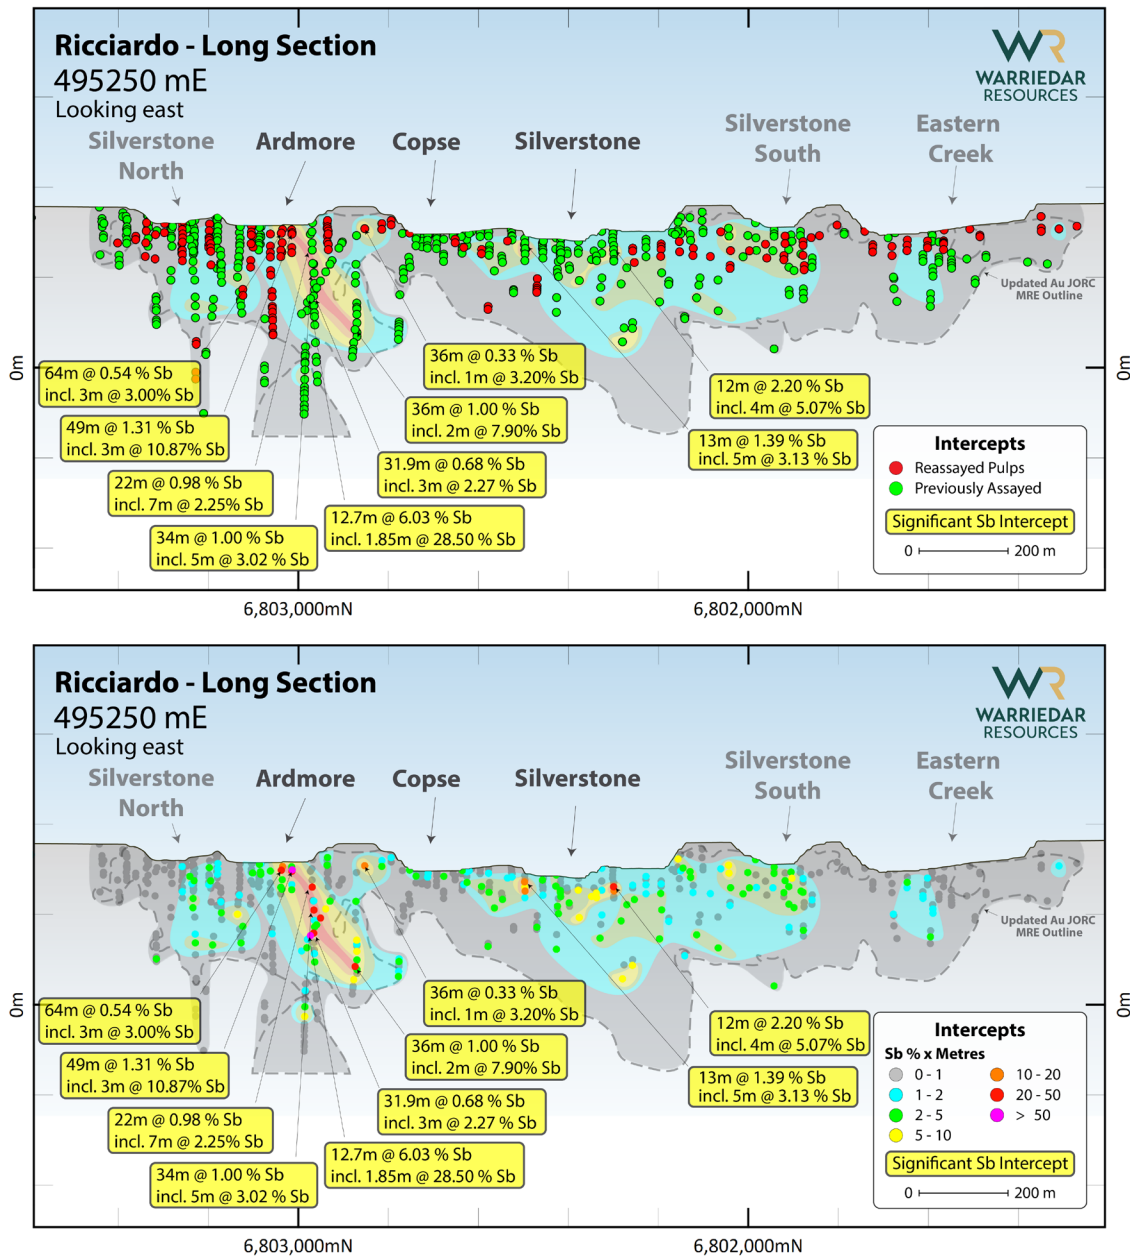 Ricciardo - Long Section
495250 mE
Looking east
WARRIEDAR
RESOURCES
Silverstone
North
Ardmore
Copse
Silverstone
Silverstone
South
Eastern
Creek
Updated Au JORC
MRE Outline
0m
0m
64m @ 0.54 % Sb
incl. 3m @ 3.00% Sb
49m @ 1.31 % Sb
incl. 3m @ 10.87% Sb
22m @ 0.98 % Sb
incl. 7m @ 2.25% Sb
34m @ 1.00 % Sb
incl. 5m @ 3.02 % Sb
12.7m @ 6.03 % Sb
incl. 1.85m @ 28.50 % Sb
31.9m @ 0.68 % Sb
incl. 3m @ 2.27 % Sb
36m @ 1.00 % Sb
incl. 2m @ 7.90% Sb
36m @ 0.33 % Sb
incl. 1m @ 3.20% Sb
12m @ 2.20 % Sb
incl. 4m @ 5.07% Sb
13m @ 1.39 % Sb
incl. 5m @ 3.13 % Sb
Intercepts
Reassayed Pulps
Previously Assayed
Significant Sb Intercept
0 200 m
6,803,000mN
6,802,000mN
Ricciardo - Long Section
495250 mE
Looking east
WARRIEDAR
RESOURCES
Silverstone
North
Ardmore
Copse
Silverstone
Silverstone
South
Eastern
Creek
Updated Au JORC
MRE Outline
0m
0m
64m @ 0.54 % Sb
incl. 3m @ 3.00% Sb
49m @ 1.31 % Sb
incl. 3m @ 10.87% Sb
22m @ 0.98 % Sb
incl. 7m @ 2.25% Sb
34m @ 1.00 % Sb
incl. 5m @ 3.02 % Sb
12.7m @ 6.03 % Sb
incl. 1.85m @ 28.50 % Sb
31.9m @ 0.68 % Sb
incl. 3m @ 2.27 % Sb
36m @ 1.00 % Sb
incl. 2m @ 7.90% Sb
36m @ 0.33 % Sb
incl. 1m @ 3.20% Sb
12m @ 2.20 % Sb
incl. 4m @ 5.07% Sb
13m @ 1.39 % Sb
incl. 5m @ 3.13 % Sb
Intercepts
Sb % x Metres
0 - 1
1 - 2
2 - 5
5 - 10
10 - 20
20 - 50
> 50
Significant Sb Intercept
0 200 m
6,803,000mN
6,802,000mN